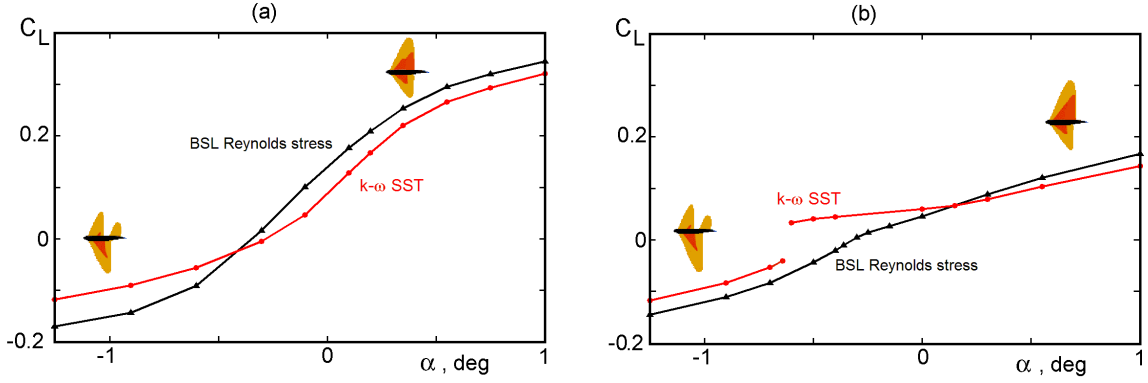 (a)
C_L
0.2
0
-0.2
-1
0
1
α , deg
BSL Reynolds stress
k-ω SST
(b)
C_L
0.2
0
-0.2
-1
0
1
α , deg
k-ω SST
BSL Reynolds stress